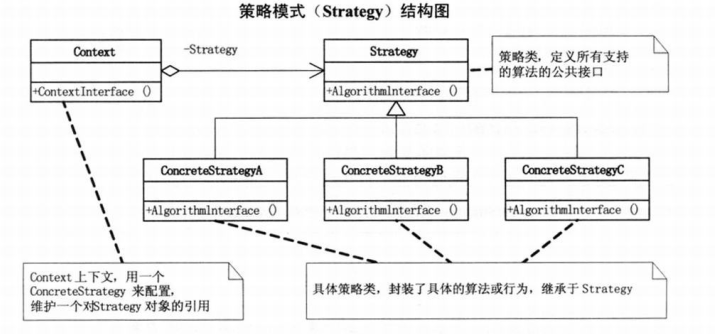 策略模式（Strategy）结构图
Context
-Strategy
Strategy
策略类，定义所有支持
的算法的公共接口
+ContextInterface ()
+AlgorithmInterface ()
ConcreteStrategyA
ConcreteStrategyB
ConcreteStrategyC
+AlgorithmInterface ()
+AlgorithmInterface ()
+AlgorithmInterface ()
Context 上下文，用一个
ConcreteStrategy 来配置，
维护一个对Strategy 对象的引用
具体策略类，封装了具体的算法或行为，继承于 Strategy